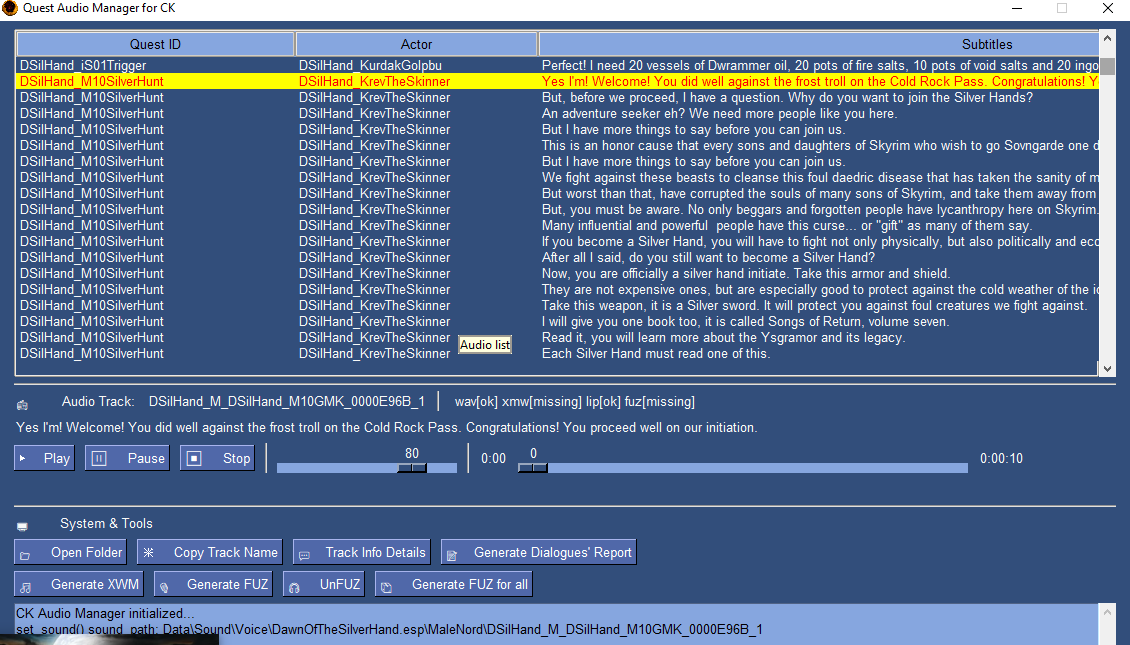 Quest Audio Manager for CK
Quest ID Actor Subtitles
DSilHand_iS01Trigger DSilHand_KurdakGolpbu Perfect! I need 20 vessels of Dwrammer oil, 20 pots of fire salts, 10 pots of void salts and 20 ingo
DSilHand_M10SilverHunt DSilHand_KrevTheSkinner Yes I'm! Welcome! You did well against the frost troll on the Cold Rock Pass. Congratulations! Y
DSilHand_M10SilverHunt DSilHand_KrevTheSkinner But, before we proceed, I have a question. Why do you want to join the Silver Hands?
DSilHand_M10SilverHunt DSilHand_KrevTheSkinner An adventure seeker eh? We need more people like you here.
DSilHand_M10SilverHunt DSilHand_KrevTheSkinner But I have more things to say before you can join us.
DSilHand_M10SilverHunt DSilHand_KrevTheSkinner This is an honor cause that every sons and daughters of Skyrim who wish to go Sovngarde one d
DSilHand_M10SilverHunt DSilHand_KrevTheSkinner But I have more things to say before you can join us.
DSilHand_M10SilverHunt DSilHand_KrevTheSkinner We fight against these beasts to cleanse this foul daedric disease that has taken the sanity of m
DSilHand_M10SilverHunt DSilHand_KrevTheSkinner But worst than that, have corrupted the souls of many sons of Skyrim, and take them away from
DSilHand_M10SilverHunt DSilHand_KrevTheSkinner But, you must be aware. No only beggars and forgotten people have lycanthropy here on Skyrim.
DSilHand_M10SilverHunt DSilHand_KrevTheSkinner Many influential and powerful people have this curse... or "gift" as many of them say.
DSilHand_M10SilverHunt DSilHand_KrevTheSkinner If you become a Silver Hand, you will have to fight not only physically, but also politically and ecc
DSilHand_M10SilverHunt DSilHand_KrevTheSkinner After all I said, do you still want to become a Silver Hand?
DSilHand_M10SilverHunt DSilHand_KrevTheSkinner Now, you are officially a silver hand initiate. Take this armor and shield.
DSilHand_M10SilverHunt DSilHand_KrevTheSkinner They are not expensive ones, but are especially good to protect against the cold weather of the ic
DSilHand_M10SilverHunt DSilHand_KrevTheSkinner Take this weapon, it is a Silver sword. It will protect you against foul creatures we fight against.
DSilHand_M10SilverHunt DSilHand_KrevTheSkinner I will give you one book too, it is called Songs of Return, volume seven.
DSilHand_M10SilverHunt DSilHand_KrevTheSkinner Read it, you will learn more about the Ysgramor and its legacy.
DSilHand_M10SilverHunt DSilHand_KrevTheSkinner Each Silver Hand must read one of this.
Audio list
Audio Track: DSilHand_M_DSilHand_M10GMK_0000E96B_1 wav[ok] xmw[missing] lip[ok] fuz[missing]
Yes I'm! Welcome! You did well against the frost troll on the Cold Rock Pass. Congratulations! You proceed well on our initiation.
Play Pause Stop 80 0:00 0 0:00:10
System & Tools
Open Folder Copy Track Name Track Info Details Generate Dialogues' Report
Generate XWM Generate FUZ UnFUZ Generate FUZ for all
CK Audio Manager initialized...
set_sound() sound_path: Data\Sound\Voice\DawnOfTheSilverHand.esp\MaleNord\DSilHand_M_DSilHand_M10GMK_0000E96B_1